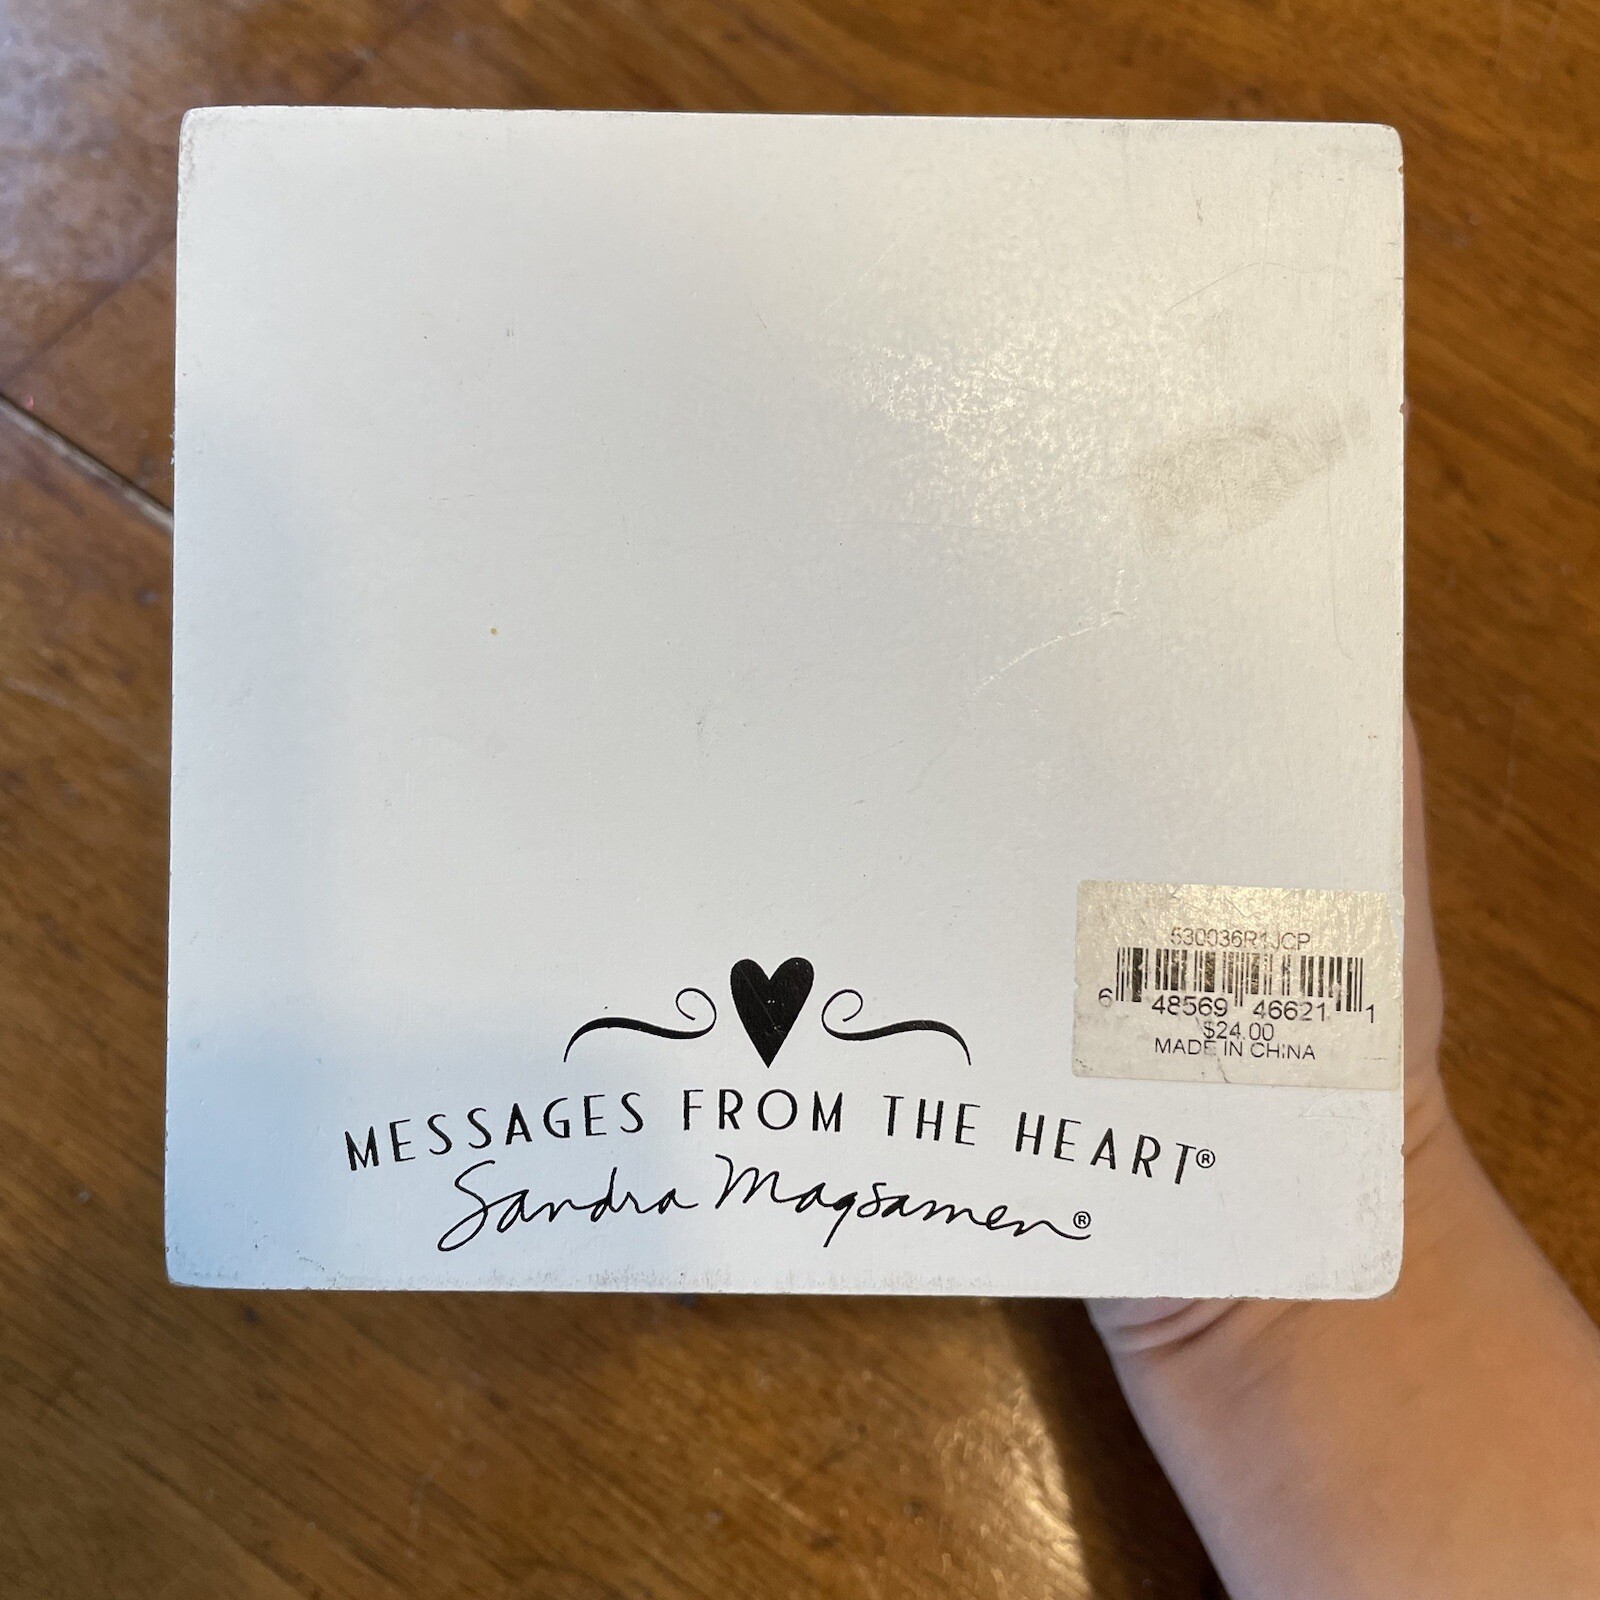 530036R1JCP
6 48569 46621 1
$24.00
MADE IN CHINA
MESSAGES FROM THE HEART®
Sandra Magsamen®